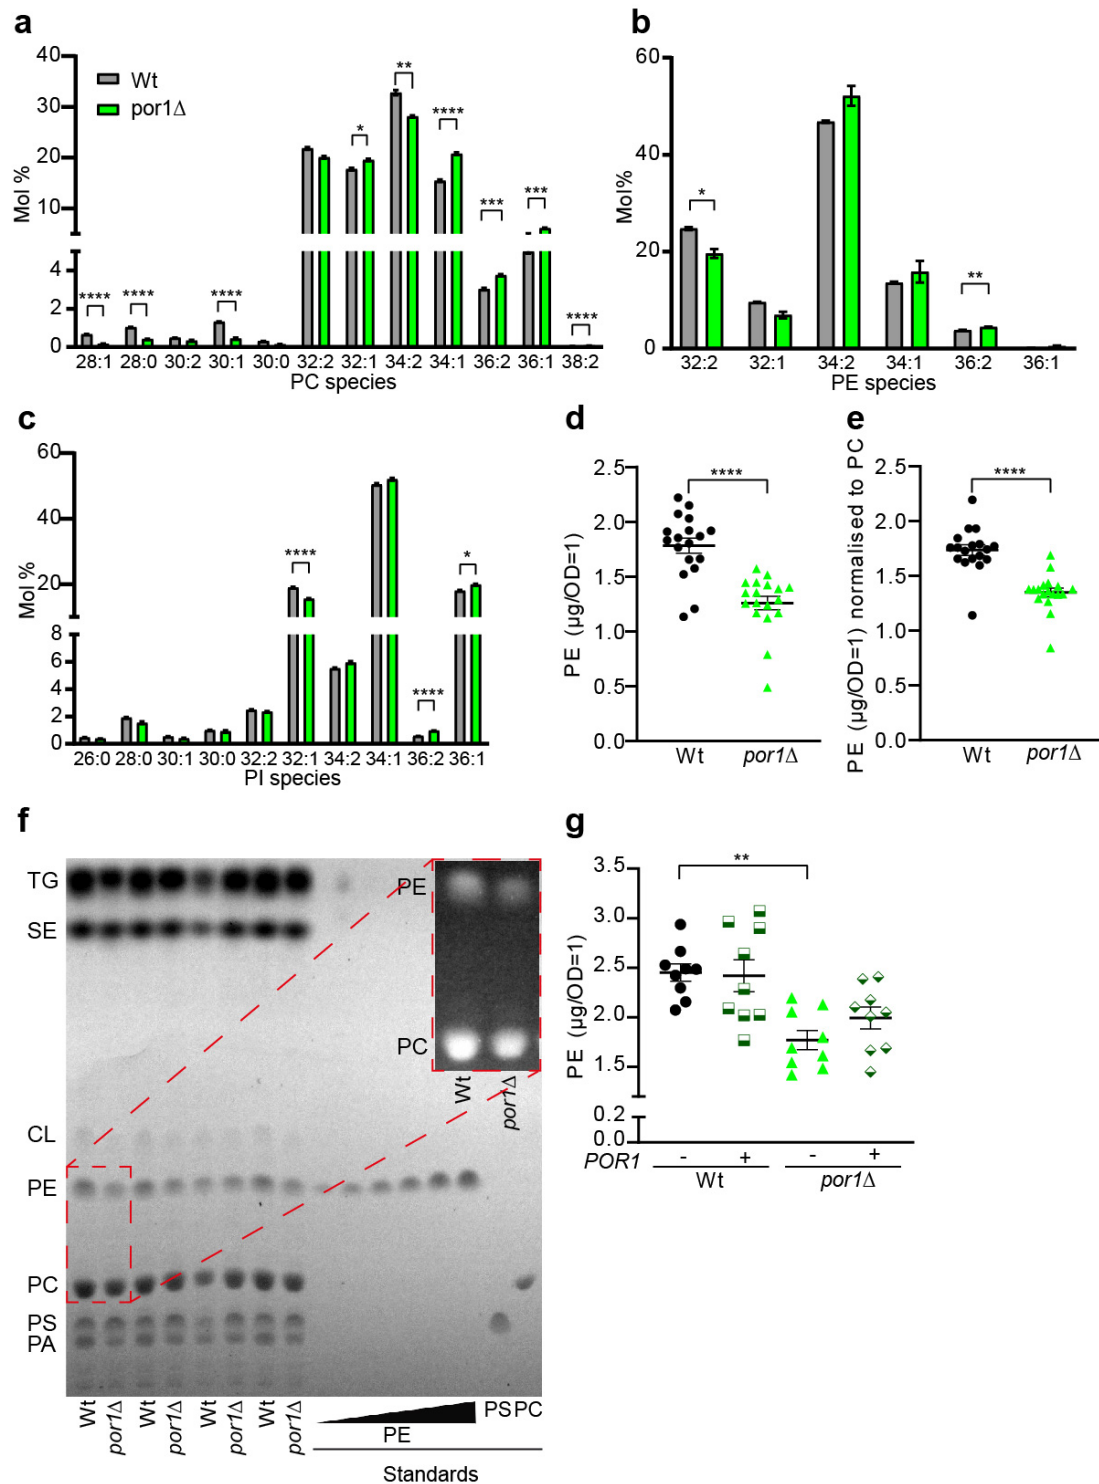 a
40
30
20
10
4
2
0
Mol %
Wt
por1Δ
****
****
****
*
**
****
***
***
****
28:1 28:0 30:2 30:1 30:0 32:2 32:1 34:2 34:1 36:2 36:1 38:2
PC species
b
60
40
20
0
Mol%
*
**
32:2 32:1 34:2 34:1 36:2 36:1
PE species
c
60
40
20
8
6
4
2
0
Mol %
****
****
*
26:0 28:0 30:1 30:0 32:2 32:1 34:2 34:1 36:2 36:1
PI species
d
2.5
2.0
1.5
1.0
0.5
0.0
PE (µg/OD=1)
****
Wt por1Δ
e
2.5
2.0
1.5
1.0
0.5
0.0
PE (µg/OD=1) normalised to PC
****
Wt por1Δ
f
TG
SE
CL
PE
PC
PS
PA
PE
PC
Wt por1Δ
Wt por1Δ Wt por1Δ Wt por1Δ Wt por1Δ
PE
PS PC
Standards
g
3.5
3.0
2.5
2.0
1.5
0.2
0.0
PE (µg/OD=1)
**
POR1 - + - +
Wt por1Δ